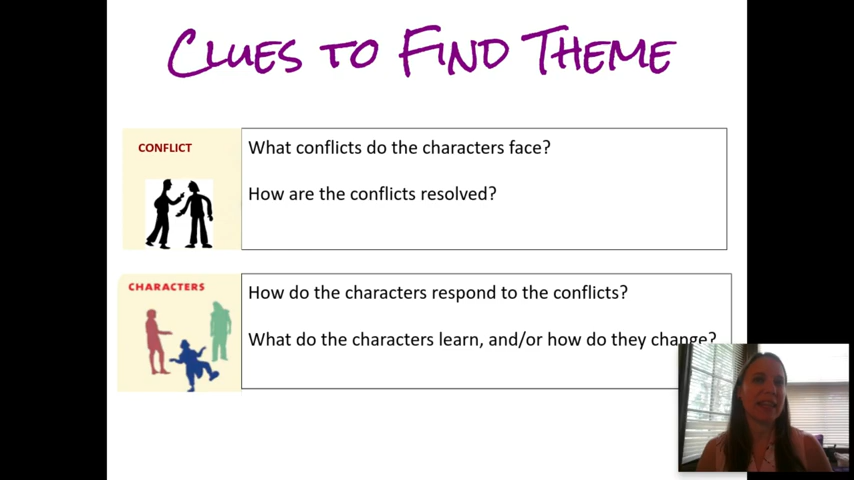 CLUES TO FIND THEME
CONFLICT
What conflicts do the characters face?
How are the conflicts resolved?
CHARACTERS
How do the characters respond to the conflicts?
What do the characters learn, and/or how do they change?